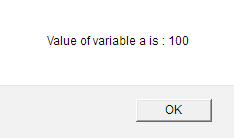 Value of variable a is : 100
OK